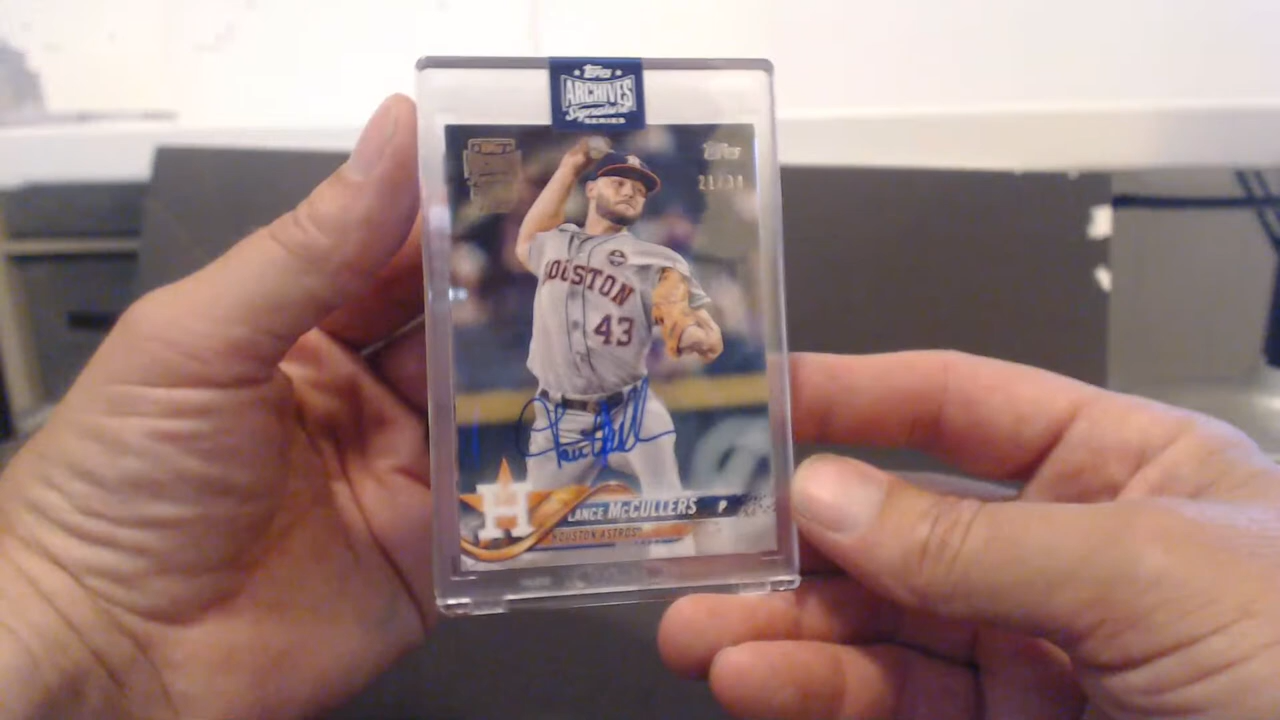 Topps
ARCHIVES
Signature
SERIES
Topps
HOUSTON
43
H
LANCE McCULLERS P
HOUSTON ASTROS